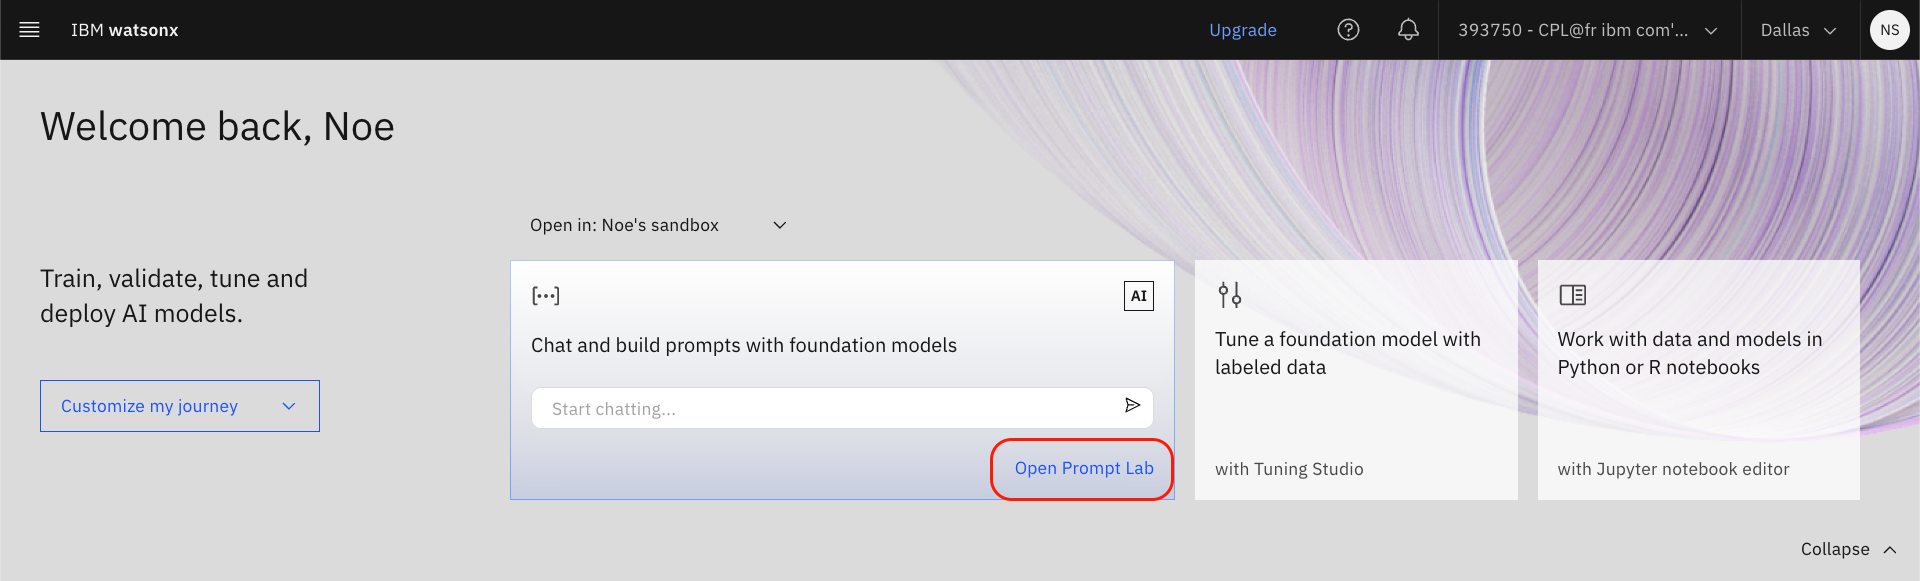 IBM watsonx
Upgrade
393750 - CPL@fr ibm com'...
Dallas
NS
Welcome back, Noe
Open in: Noe's sandbox
Train, validate, tune and
deploy AI models.
Customize my journey
AI
Chat and build prompts with foundation models
Start chatting...
Open Prompt Lab
Tune a foundation model with
labeled data
with Tuning Studio
Work with data and models in
Python or R notebooks
with Jupyter notebook editor
Collapse